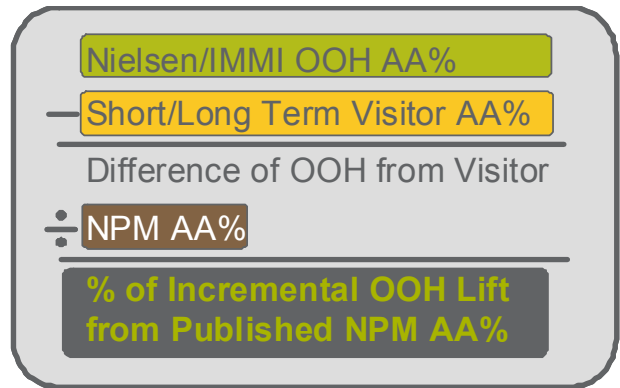 Nielsen/IMMI OOH AA%
— Short/Long Term Visitor AA%
Difference of OOH from Visitor
÷ NPM AA%
% of Incremental OOH Lift
from Published NPM AA%